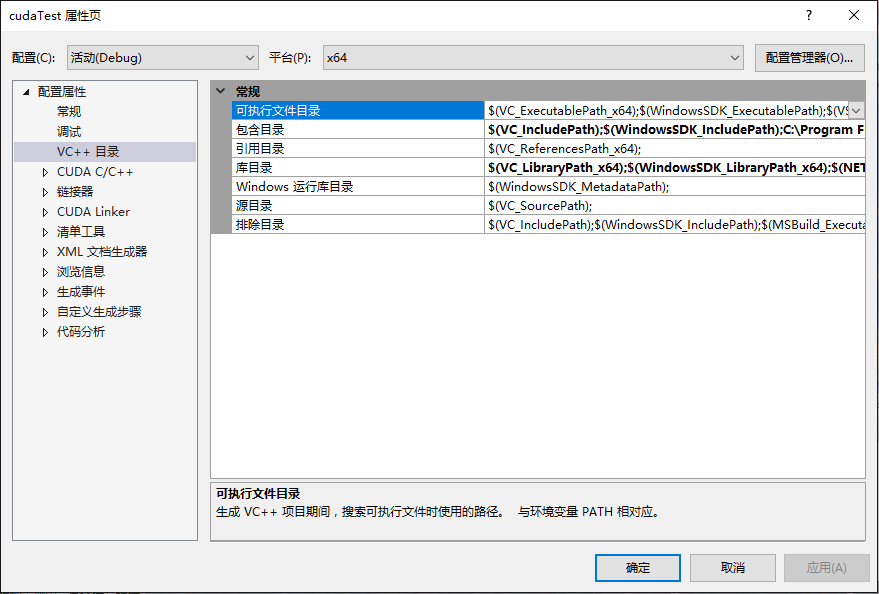 cudaTest 属性页
配置(C): 活动(Debug) 平台(P): x64 配置管理器(O)...
配置属性
常规
调试
VC++ 目录
CUDA C/C++
链接器
CUDA Linker
清单工具
XML 文档生成器
浏览信息
生成事件
自定义生成步骤
代码分析
常规
可执行文件目录 $(VC_ExecutablePath_x64);$(WindowsSDK_ExecutablePath);$(VS
包含目录 $(VC_IncludePath);$(WindowsSDK_IncludePath);C:\Program F
引用目录 $(VC_ReferencesPath_x64);
库目录 $(VC_LibraryPath_x64);$(WindowsSDK_LibraryPath_x64);$(NET
Windows 运行库目录 $(WindowsSDK_MetadataPath);
源目录 $(VC_SourcePath);
排除目录 $(VC_IncludePath);$(WindowsSDK_IncludePath);$(MSBuild_Executa
可执行文件目录
生成 VC++ 项目期间，搜索可执行文件时使用的路径。 与环境变量 PATH 相对应。
确定 取消 应用(A)